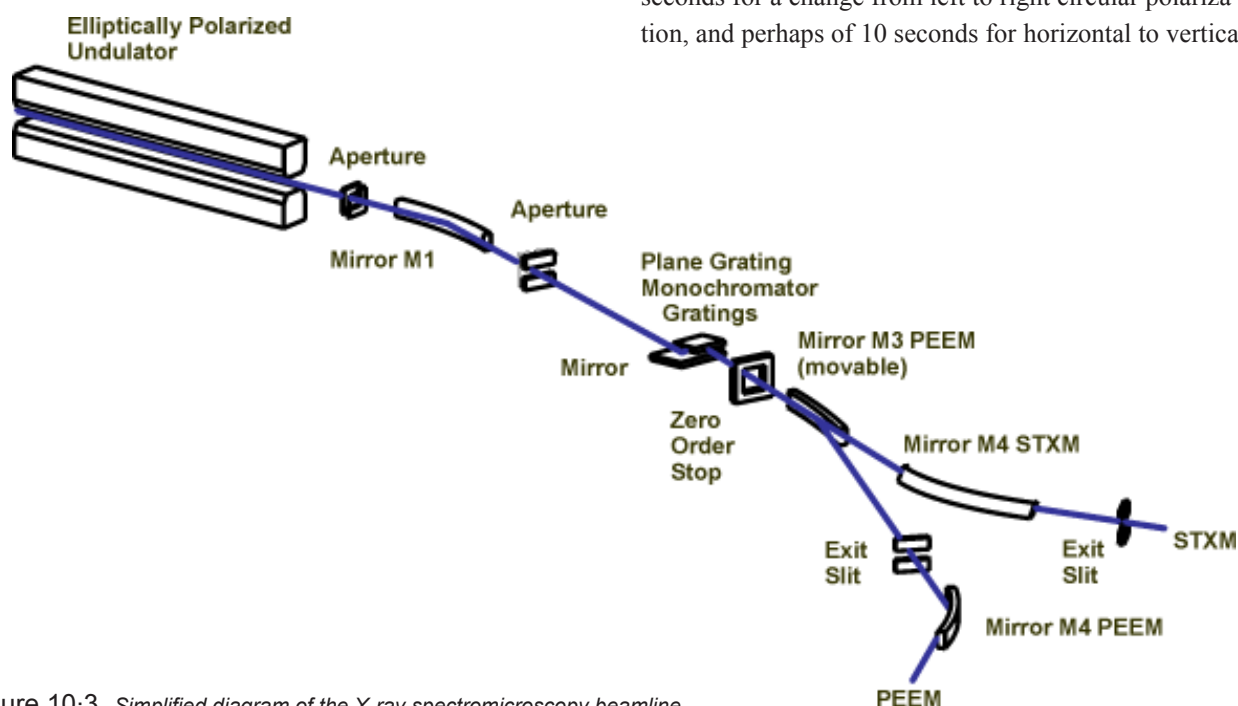 seconds for a change from left to right circular polariza-
tion, and perhaps of 10 seconds for horizontal to vertica
Elliptically Polarized
Undulator
Aperture
Mirror M1
Aperture
Plane Grating
Monochromator
Gratings
Mirror
Zero
Order
Stop
Mirror M3 PEEM
(movable)
Mirror M4 STXM
Exit
Slit
STXM
Exit
Slit
Mirror M4 PEEM
PEEM
ure 10·3. Simplified diagram of the X-ray spectromicroscopy beamline